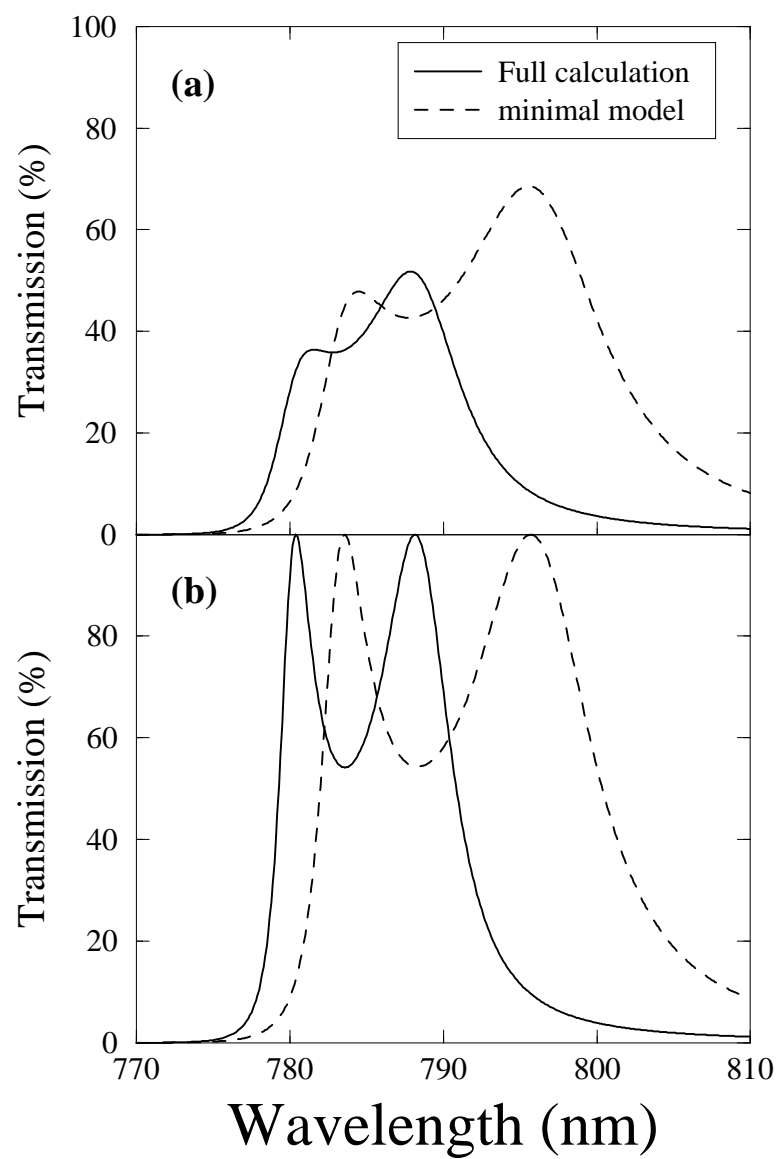 100
(a)
Full calculation
minimal model
80
60
40
20
0
Transmission (%)
(b)
80
60
40
20
0
Transmission (%)
770 780 790 800 810
Wavelength (nm)